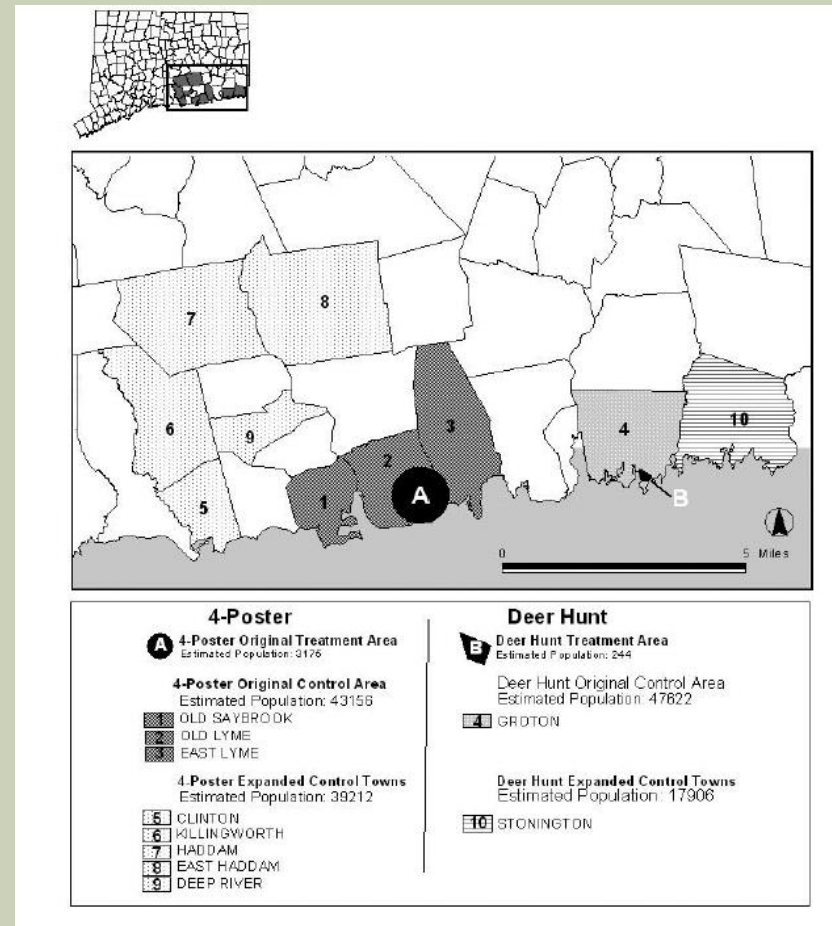 7
8
6
9
3
2
4
10
5
1
A
B
0
5 Miles
4-Poster
A 4-Poster Original Treatment Area
Estimated Population: 3176
4-Poster Original Control Area
Estimated Population: 43156
1 OLD SAYBROOK
2 OLD LYME
3 EAST LYME
4-Poster Expanded Control Towns
Estimated Population: 39212
5 CLINTON
6 KILLINGWORTH
7 HADDAM
8 EAST HADDAM
9 DEEP RIVER
Deer Hunt
B Deer Hunt Treatment Area
Estimated Population: 244
Deer Hunt Original Control Area
Estimated Population: 47622
4 GROTON
Deer Hunt Expanded Control Towns
Estimated Population: 17906
10 STONINGTON